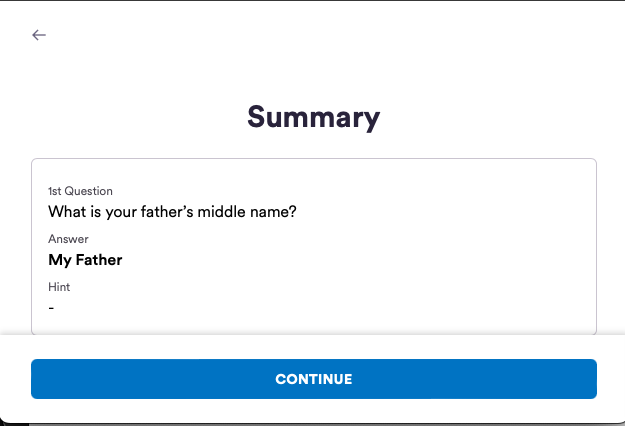 Summary
1st Question
What is your father’s middle name?
Answer
My Father
Hint
-
CONTINUE